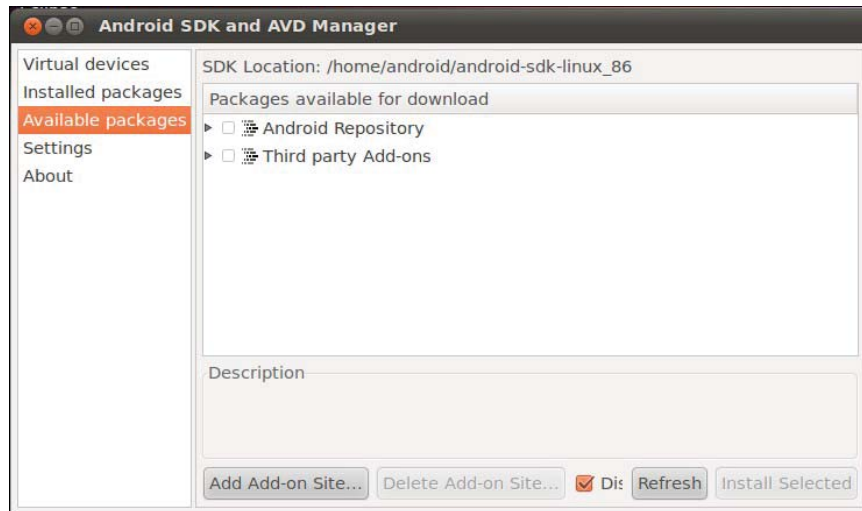 Android SDK and AVD Manager
Virtual devices
Installed packages
Available packages
Settings
About
SDK Location: /home/android/android-sdk-linux_86
Packages available for download
Android Repository
Third party Add-ons
Description
Add Add-on Site... Delete Add-on Site... Dis Refresh Install Selected